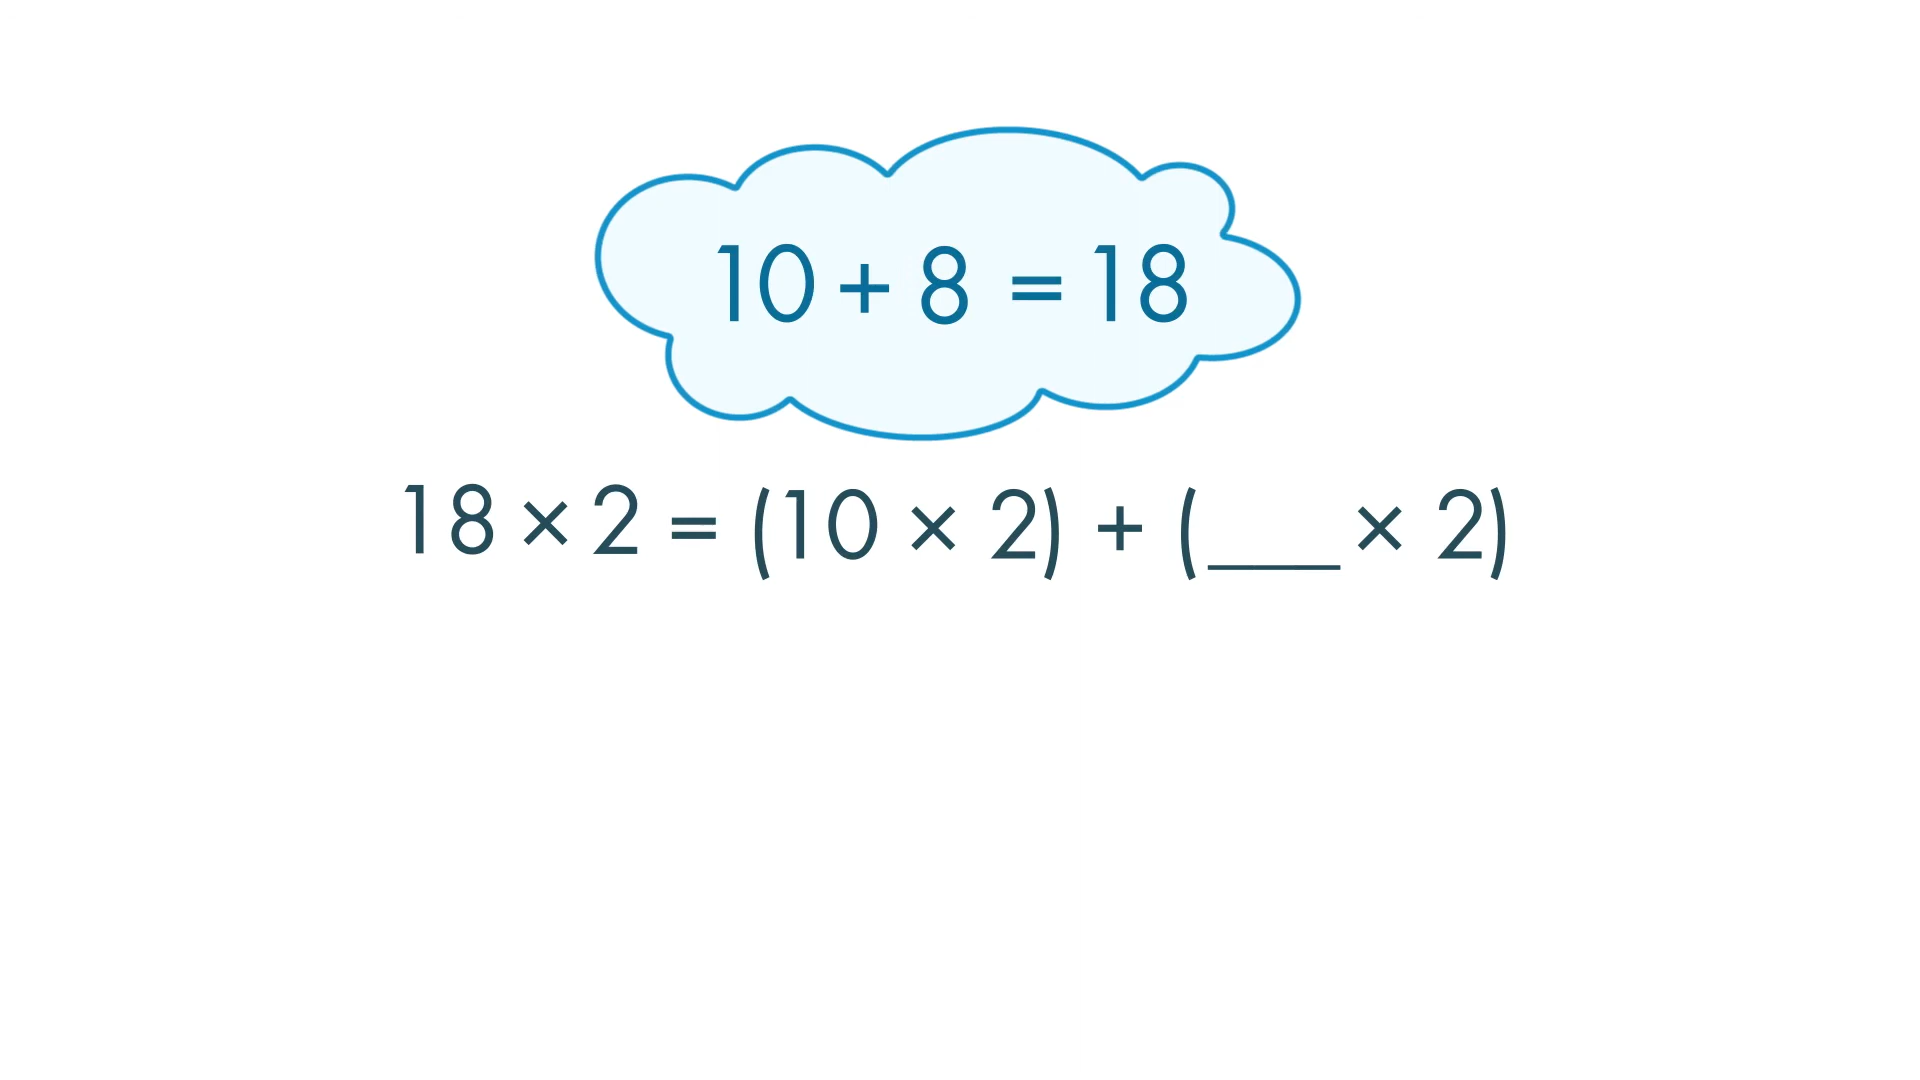 10 + 8 = 18
18 × 2 = (10 × 2) + (___ × 2)